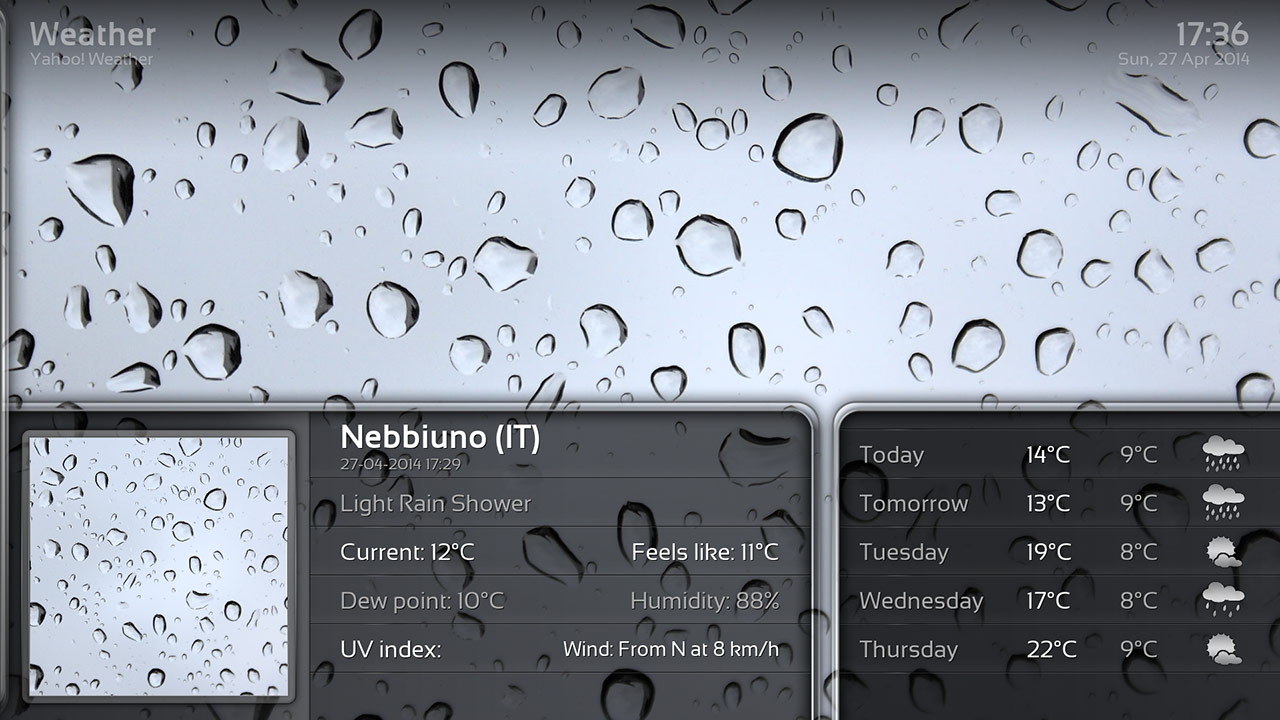 Weather
Yahoo! Weather
17:36
Sun, 27 Apr 2014
Nebbiuno (IT)
27-04-2014 17:29
Light Rain Shower
Current: 12°C Feels like: 11°C
Dew point: 10°C Humidity: 88%
UV index: Wind: From N at 8 km/h
Today 14°C 9°C
Tomorrow 13°C 9°C
Tuesday 19°C 8°C
Wednesday 17°C 8°C
Thursday 22°C 9°C